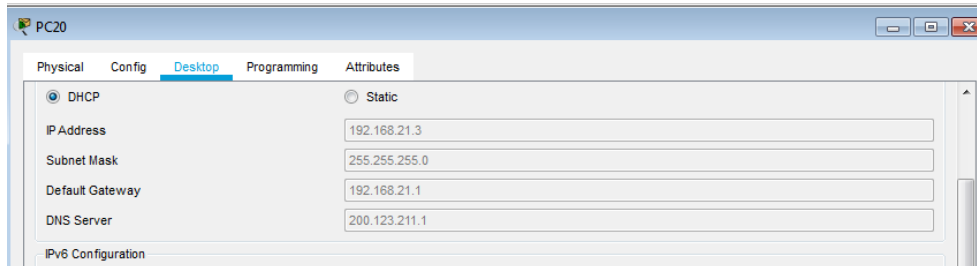 PC20
Physical Config Desktop Programming Attributes
DHCP Static
IP Address 192.168.21.3
Subnet Mask 255.255.255.0
Default Gateway 192.168.21.1
DNS Server 200.123.211.1
IPv6 Configuration